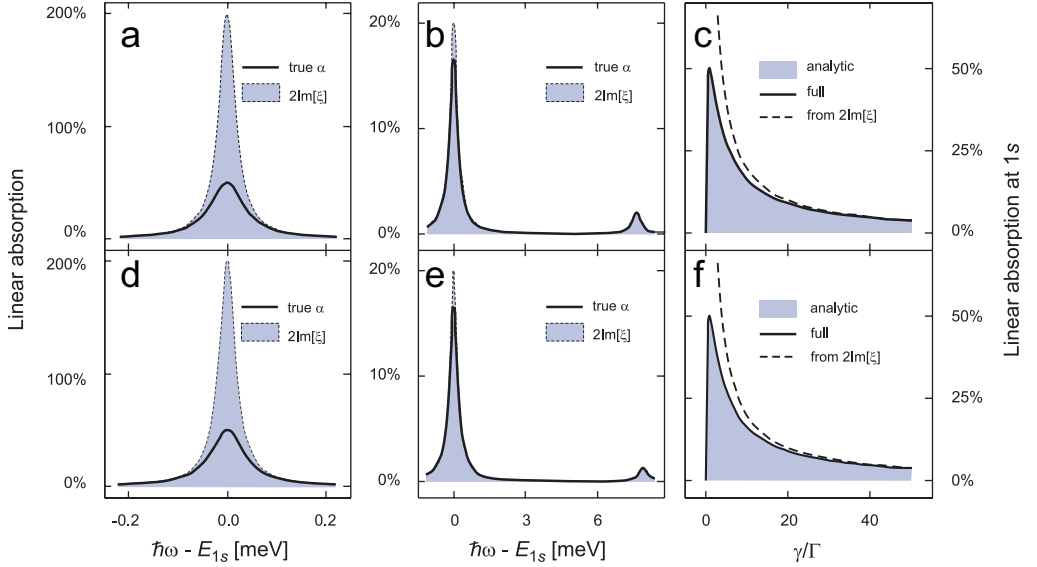 Linear absorption
a
200%
100%
0%
true α
2Im[ξ]
b
20%
10%
0%
true α
2Im[ξ]
c
analytic
full
from 2Im[ξ]
50%
25%
0%
Linear absorption at 1s
d
200%
100%
0%
true α
2Im[ξ]
-0.2
0.0
0.2
ħω - E1s [meV]
e
20%
10%
0%
true α
2Im[ξ]
0
3
6
ħω - E1s [meV]
f
analytic
full
from 2Im[ξ]
50%
25%
0%
0
20
40
γ/Γ